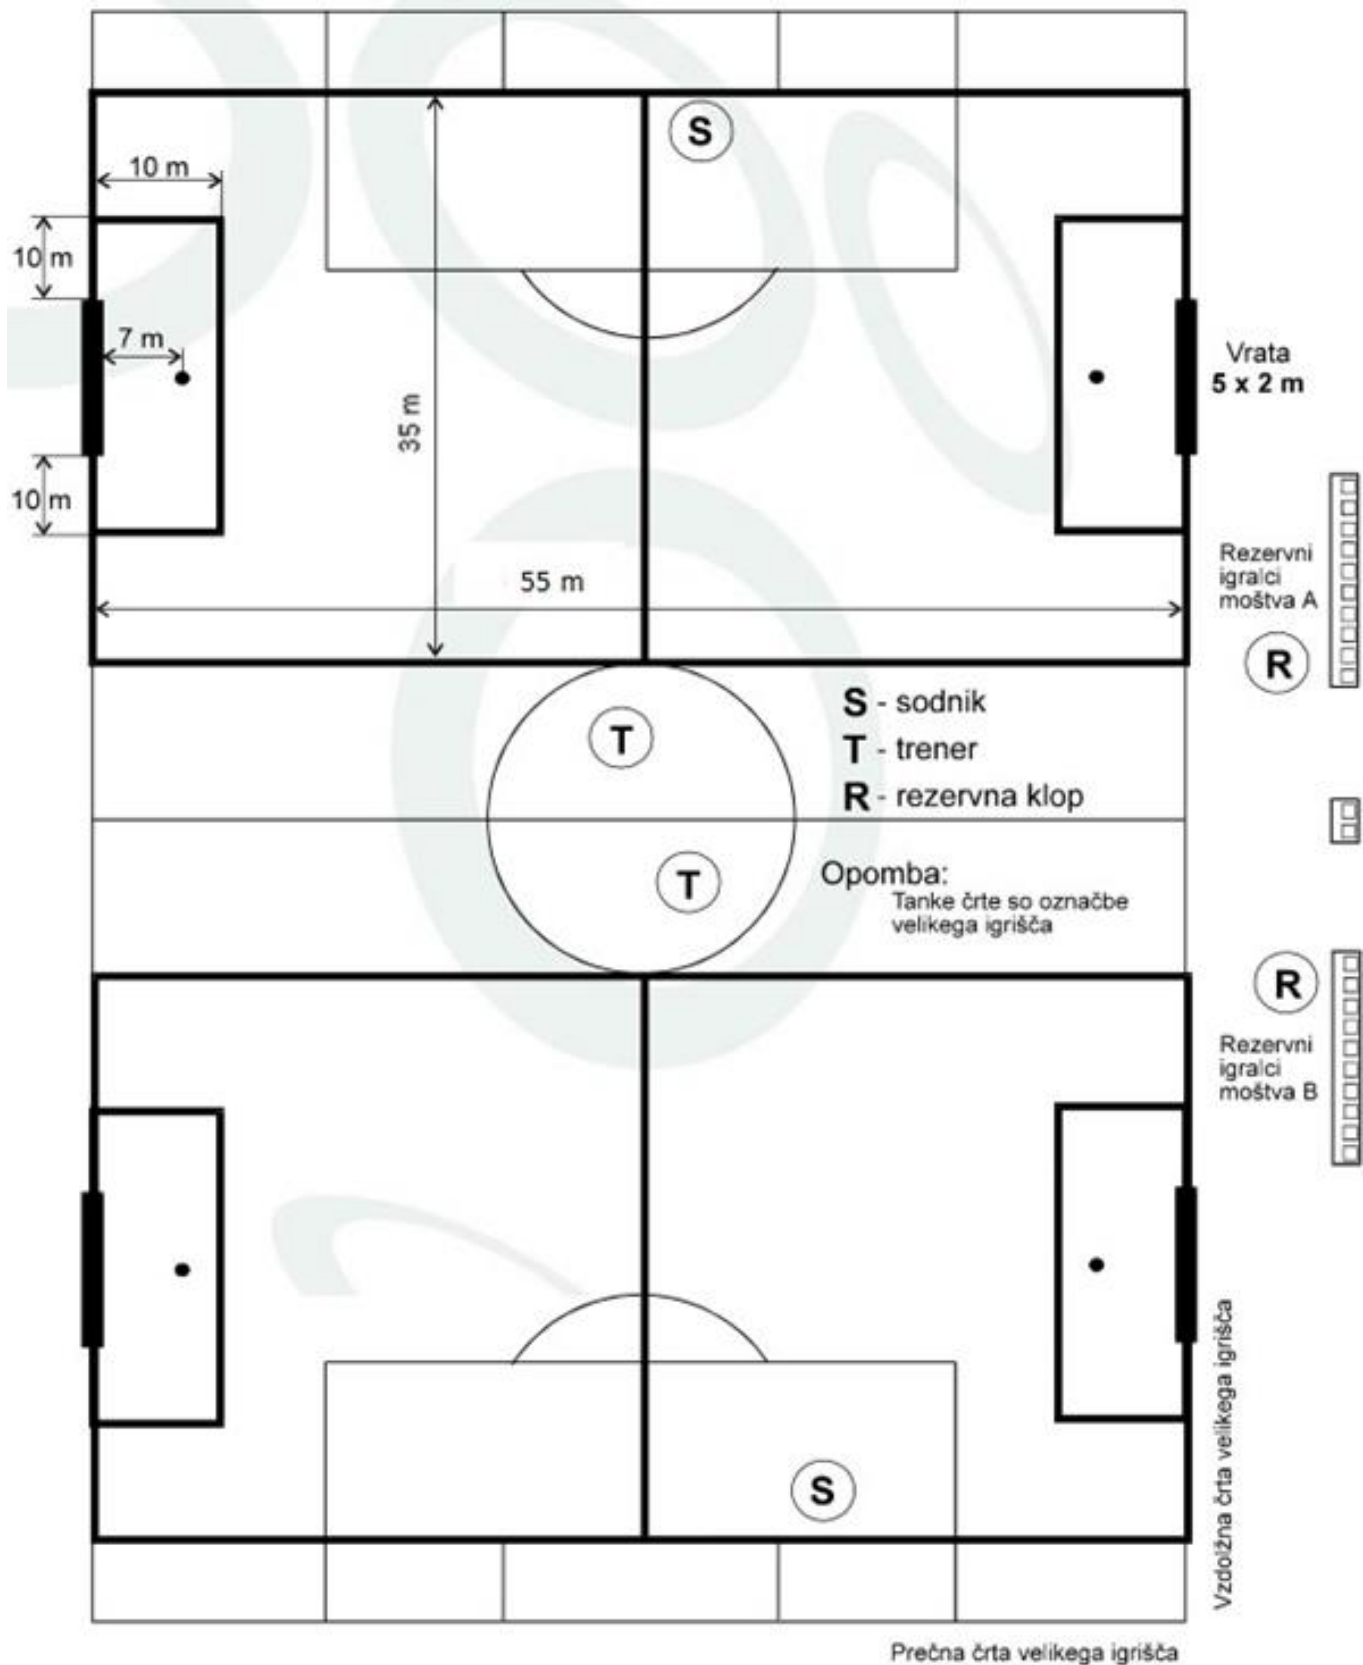 S
10 m
10 m
7 m
Vrata
5 x 2 m
35 m
10 m
55 m
Rezervni
igralci
moštva A
R
S - sodnik
T
T - trener
R - rezervna klop
T
Opomba:
Tanke črte so označbe
velikega igrišča
R
Rezervni
igralci
moštva B
Vzdolžna črta velikega igrišča
S
Prečna črta velikega igrišča